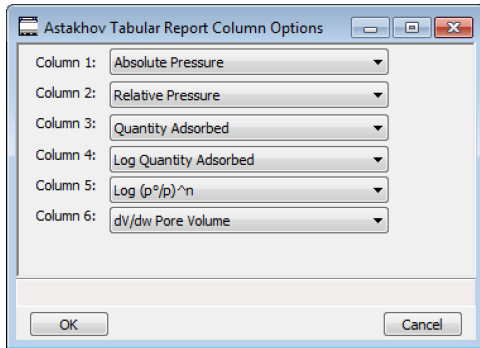 Astakhov Tabular Report Column Options
Column 1: Absolute Pressure
Column 2: Relative Pressure
Column 3: Quantity Adsorbed
Column 4: Log Quantity Adsorbed
Column 5: Log (p°/p)^n
Column 6: dV/dw Pore Volume
OK Cancel